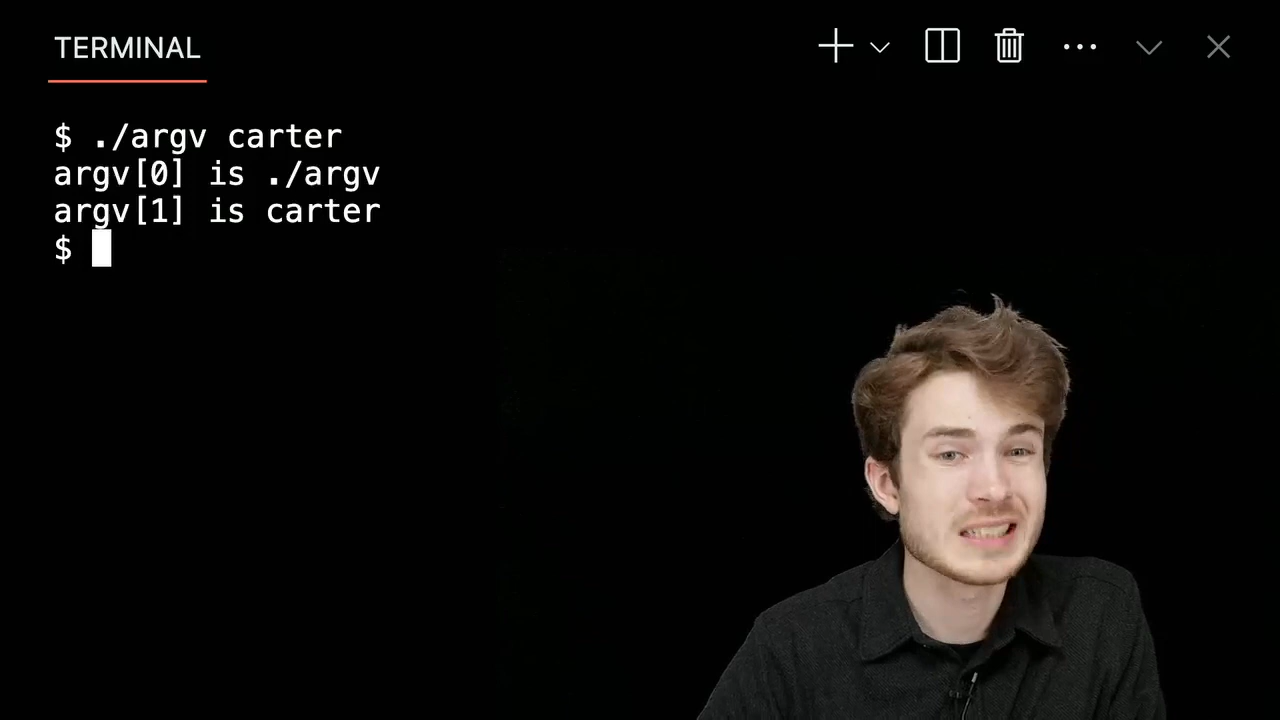 TERMINAL
$ ./argv carter
argv[0] is ./argv
argv[1] is carter
$